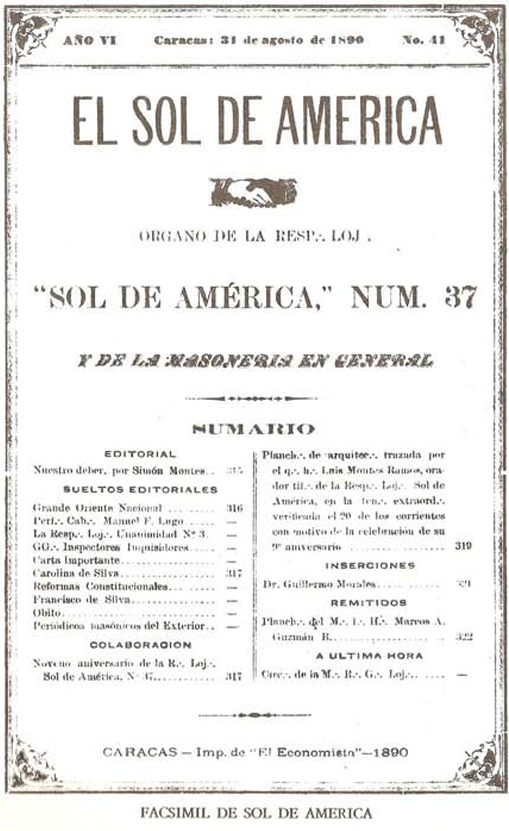 AÑO VI Caracas: 31 de agosto de 1890 No. 41
EL SOL DE AMERICA
ORGANO DE LA RESP∴ LOJ∴
"SOL DE AMÉRICA," NUM. 37
Y DE LA MASONERIA EN GENERAL
SUMARIO
EDITORIAL
Nuestro deber, por Simón Montes.. 315
SUELTOS EDITORIALES
Grande Oriente Nacional ......... 316
Perf∴ Cab∴ Manuel F. Lugo ..... —
La Resp∴ Loj∴ Unanimidad Nº 3. —
GG∴ Inspectores Inquisidores..... —
Carta Importante................. —
Carolina de Silva................ 317
Reformas Constitucionales........ —
Francisco de Silva............... —
Obito............................ —
Periódicos masónicos del Exterior.. —
COLABORACION
Noveno aniversario de la R∴ Loj∴
Sol de América, Nº 37............ 317
Planch∴ de arquitec∴ trazada por
el q∴ h∴ Luis Montes Ramos, ora-
dor tit∴ de la Resp∴ Loj∴ Sol de
América, en la ten∴ extraord∴
verificada el 20 de los corrientes
con motivo de la celebración de su
9º aniversario .................. 319
INSERCIONES
Dr. Guillermo Morales............ 321
REMITIDOS
Planch∴ del M∴ I∴ H∴ Marcos A.
Guzmán B......................... 322
A ULTIMA HORA
Circ∴ de la M∴ R∴ G∴ Loj∴..... —
CARACAS — Imp. de "El Economista"—1890
FACSIMIL DE SOL DE AMERICA